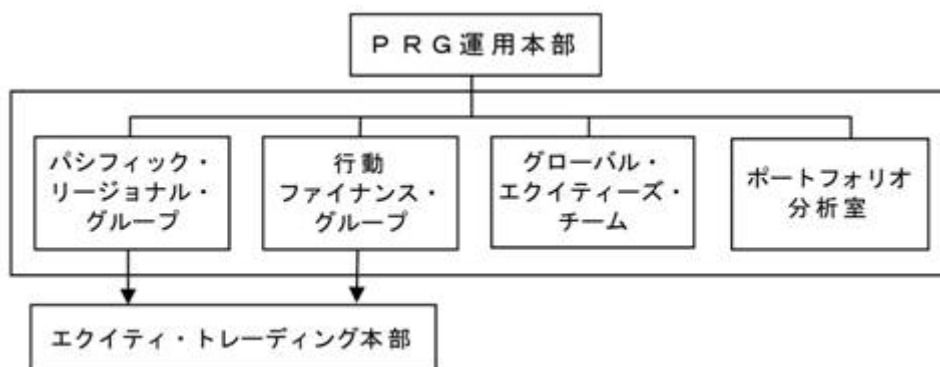 ＰＲＧ運用本部
パシフィック・
リージョナル・
グループ
行動
ファイナンス・
グループ
グローバル・
エクイティーズ・
チーム
ポートフォリオ
分析室
エクイティ・トレーディング本部